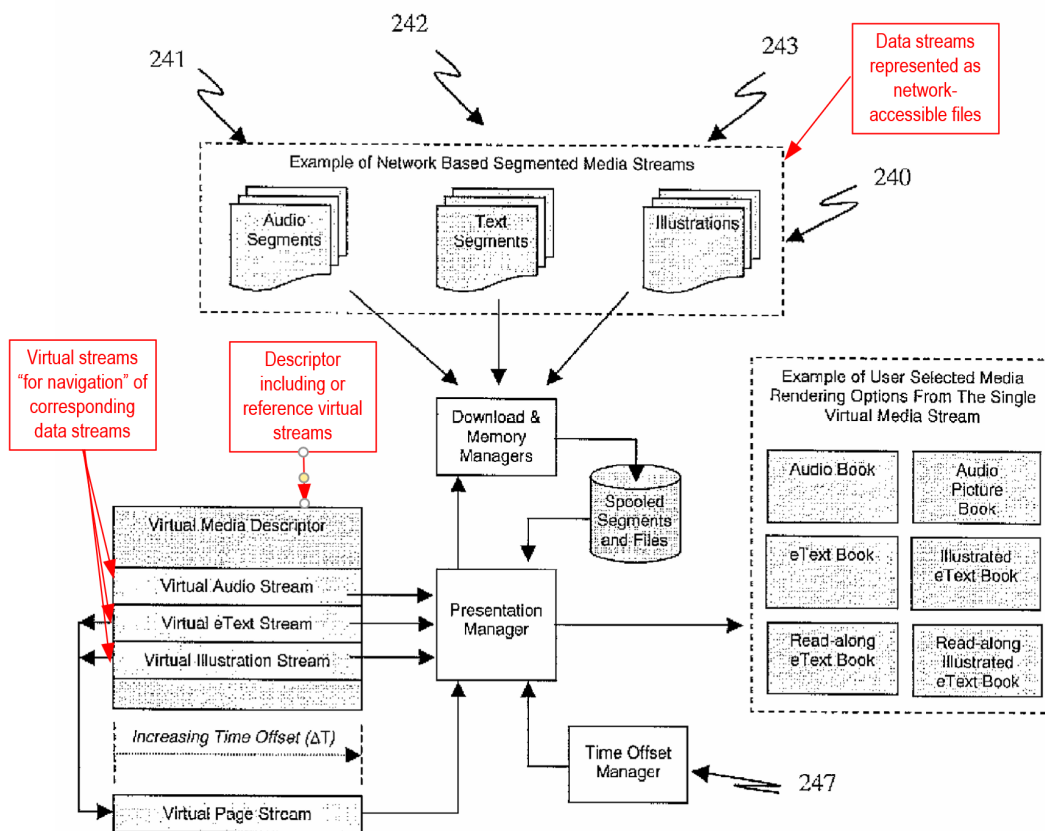 241
242
243
Data streams
represented as
network-
accessible files
Example of Network Based Segmented Media Streams
240
Audio
Segments
Text
Segments
Illustrations
Virtual streams
“for navigation” of
corresponding
data streams
Descriptor
including or
reference virtual
streams
Download &
Memory
Managers
Spooled
Segments
and Files
Example of User Selected Media
Rendering Options From The Single
Virtual Media Stream
Audio Book
Audio
Picture
Book
eText Book
Illustrated
eText Book
Read-along
eText Book
Read-along
Illustrated
eText Book
Virtual Media Descriptor
Virtual Audio Stream
Virtual eText Stream
Virtual Illustration Stream
Presentation
Manager
Increasing Time Offset (ΔT)
Time Offset
Manager
247
Virtual Page Stream